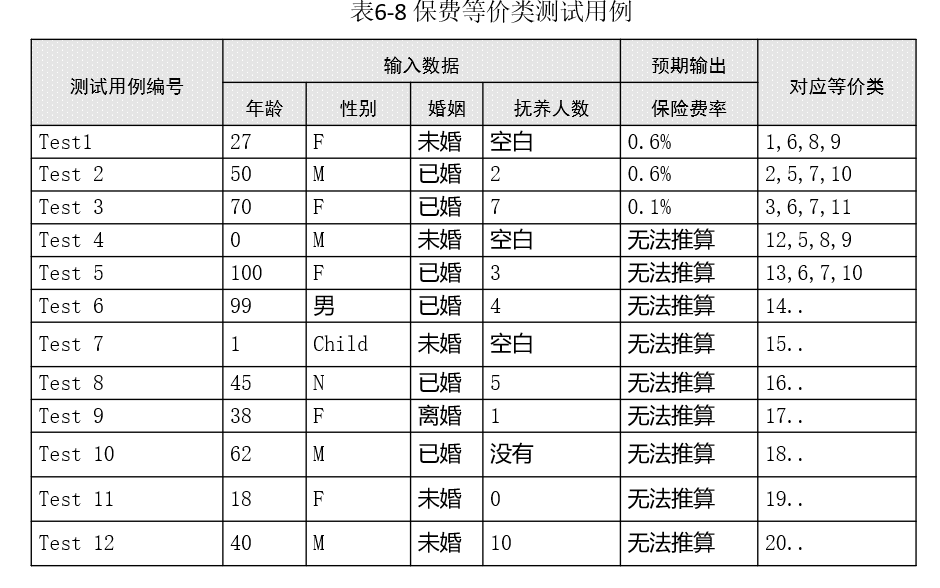 表6-8 保费等价类测试用例
测试用例编号 输入数据 预期输出 对应等价类
年龄 性别 婚姻 抚养人数 保险费率
Test1 27 F 未婚 空白 0.6% 1,6,8,9
Test 2 50 M 已婚 2 0.6% 2,5,7,10
Test 3 70 F 已婚 7 0.1% 3,6,7,11
Test 4 0 M 未婚 空白 无法推算 12,5,8,9
Test 5 100 F 已婚 3 无法推算 13,6,7,10
Test 6 99 男 已婚 4 无法推算 14..
Test 7 1 Child 未婚 空白 无法推算 15..
Test 8 45 N 已婚 5 无法推算 16..
Test 9 38 F 离婚 1 无法推算 17..
Test 10 62 M 已婚 没有 无法推算 18..
Test 11 18 F 未婚 0 无法推算 19..
Test 12 40 M 未婚 10 无法推算 20..